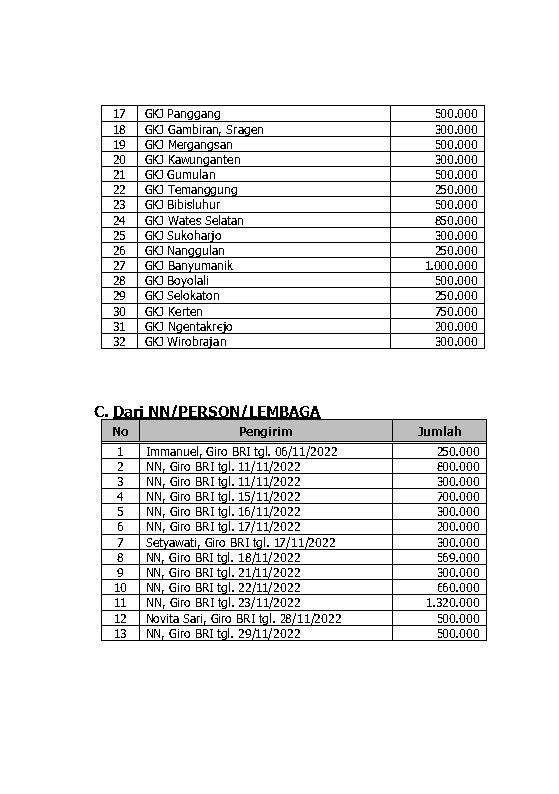 17 GKJ Panggang 500.000
18 GKJ Gambiran, Sragen 300.000
19 GKJ Mergangsan 500.000
20 GKJ Kawunganten 300.000
21 GKJ Gumulan 500.000
22 GKJ Temanggung 250.000
23 GKJ Bibisluhur 500.000
24 GKJ Wates Selatan 850.000
25 GKJ Sukoharjo 300.000
26 GKJ Nanggulan 250.000
27 GKJ Banyumanik 1.000.000
28 GKJ Boyolali 500.000
29 GKJ Selokaton 250.000
30 GKJ Kerten 750.000
31 GKJ Ngentakrejo 200.000
32 GKJ Wirobrajan 300.000
C. Dari NN/PERSON/LEMBAGA
No Pengirim Jumlah
1 Immanuel, Giro BRI tgl. 06/11/2022 250.000
2 NN, Giro BRI tgl. 11/11/2022 800.000
3 NN, Giro BRI tgl. 11/11/2022 300.000
4 NN, Giro BRI tgl. 15/11/2022 700.000
5 NN, Giro BRI tgl. 16/11/2022 300.000
6 NN, Giro BRI tgl. 17/11/2022 200.000
7 Setyawati, Giro BRI tgl. 17/11/2022 300.000
8 NN, Giro BRI tgl. 18/11/2022 569.000
9 NN, Giro BRI tgl. 21/11/2022 300.000
10 NN, Giro BRI tgl. 22/11/2022 660.000
11 NN, Giro BRI tgl. 23/11/2022 1.320.000
12 Novita Sari, Giro BRI tgl. 28/11/2022 500.000
13 NN, Giro BRI tgl. 29/11/2022 500.000